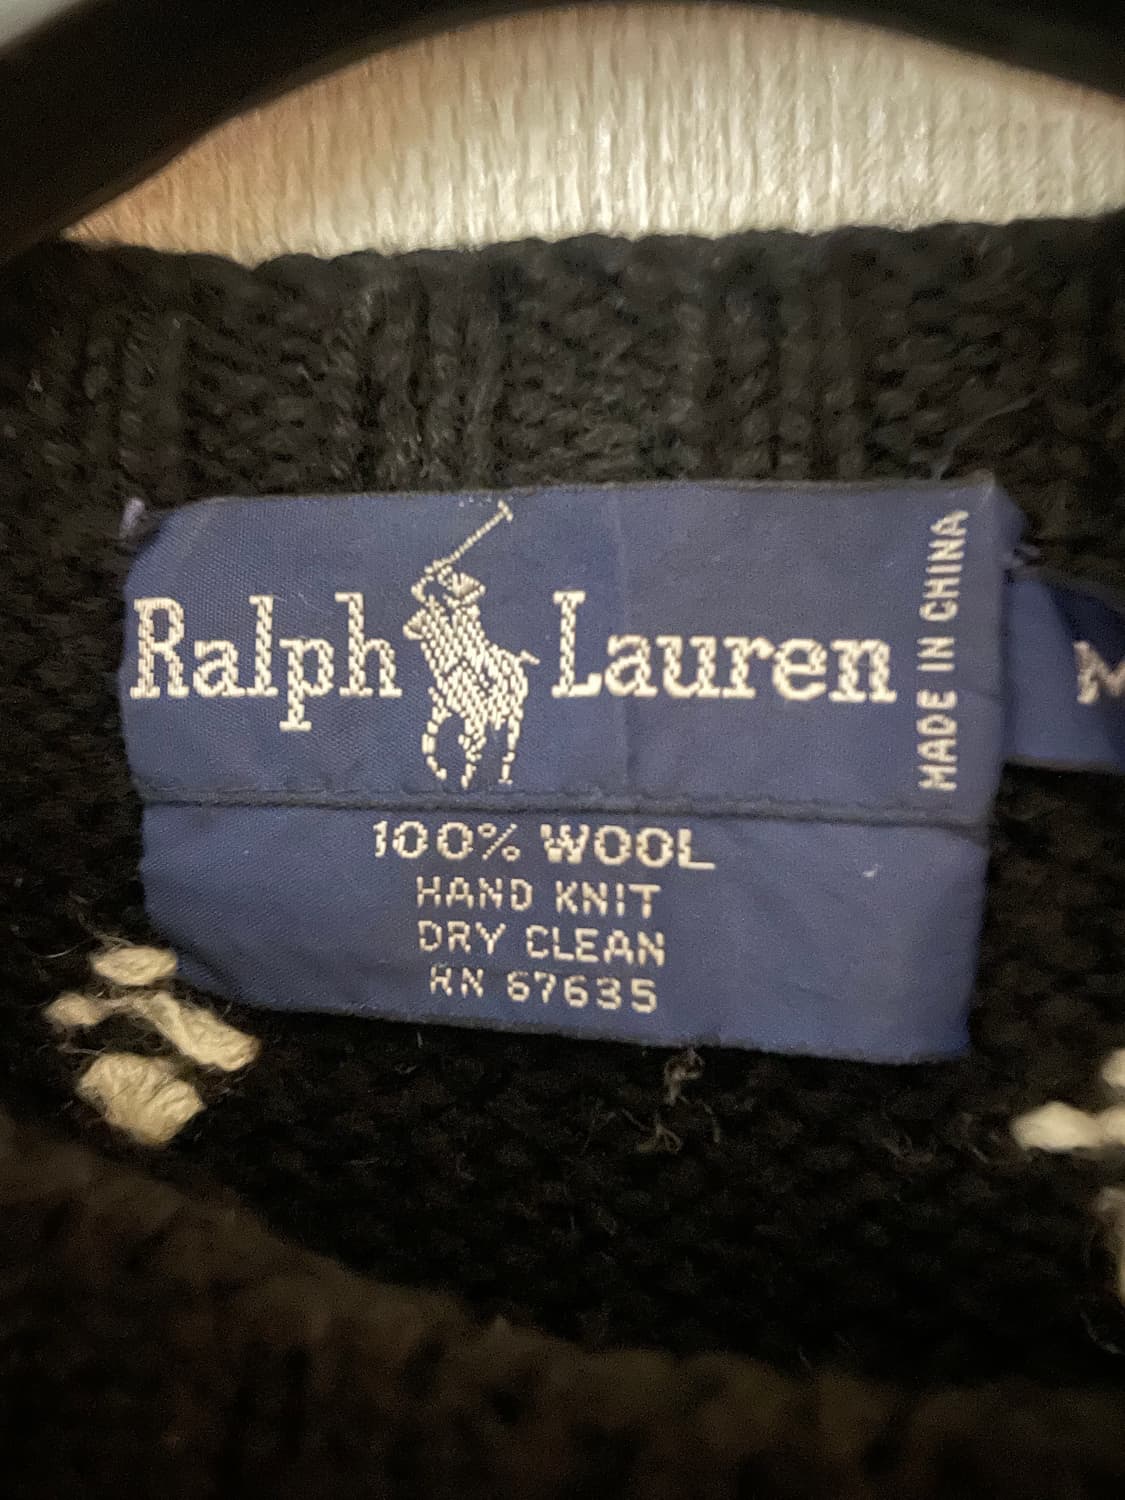 Ralph Lauren
MADE IN CHINA
M
100% WOOL
HAND KNIT
DRY CLEAN
RN 67635